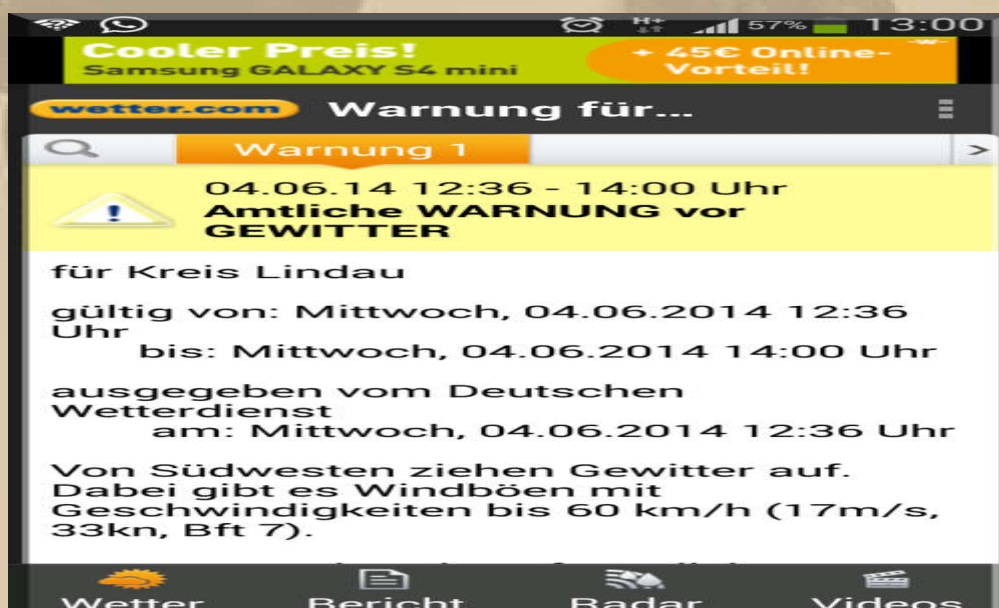 57% 13:00
Cooler Preis!
Samsung GALAXY S4 mini
+ 45€ Online-
Vorteil!
wetter.com Warnung für...
Warnung 1
04.06.14 12:36 - 14:00 Uhr
Amtliche WARNUNG vor
GEWITTER
für Kreis Lindau
gültig von: Mittwoch, 04.06.2014 12:36
Uhr
bis: Mittwoch, 04.06.2014 14:00 Uhr
ausgegeben vom Deutschen
Wetterdienst
am: Mittwoch, 04.06.2014 12:36 Uhr
Von Südwesten ziehen Gewitter auf.
Dabei gibt es Windböen mit
Geschwindigkeiten bis 60 km/h (17m/s,
33kn, Bft 7).
Wetter Bericht Radar Videos